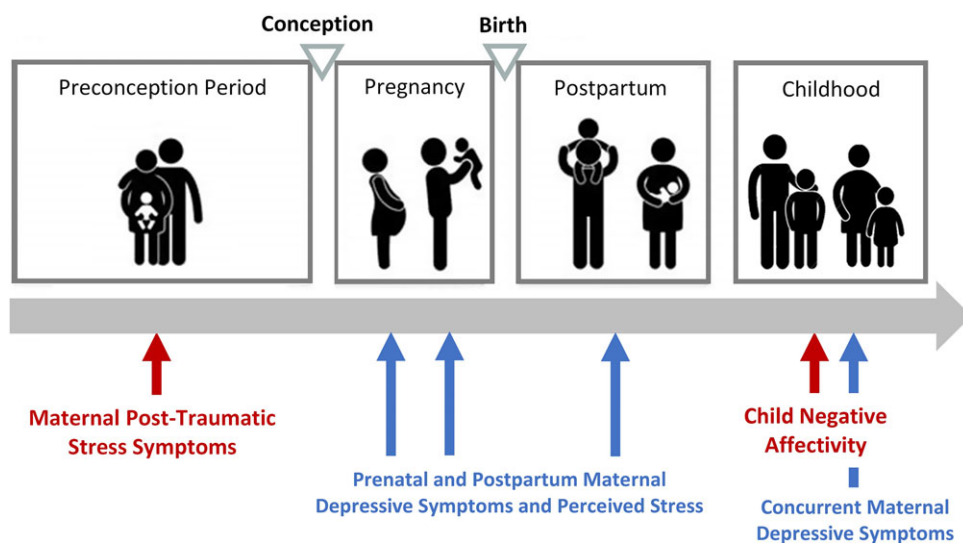 Conception
Birth
Preconception Period
Pregnancy
Postpartum
Childhood
Maternal Post-Traumatic
Stress Symptoms
Prenatal and Postpartum Maternal
Depressive Symptoms and Perceived Stress
Child Negative
Affectivity
Concurrent Maternal
Depressive Symptoms